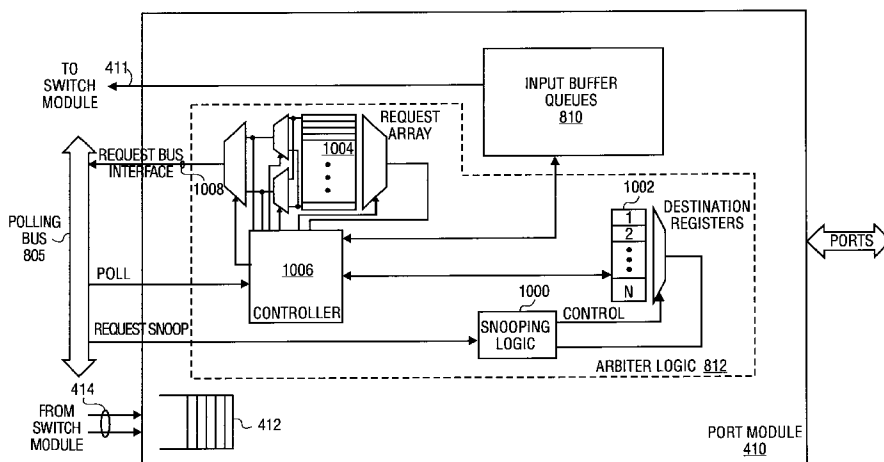 TO
SWITCH
MODULE
411
INPUT BUFFER
QUEUES
810
REQUEST
ARRAY
1004
REQUEST BUS
INTERFACE
1008
POLLING
BUS
805
1002
DESTINATION
REGISTERS
1
2
N
PORTS
POLL
1006
CONTROLLER
1000
CONTROL
REQUEST SNOOP
SNOOPING
LOGIC
ARBITER LOGIC 812
414
FROM
SWITCH
MODULE
412
PORT MODULE
410